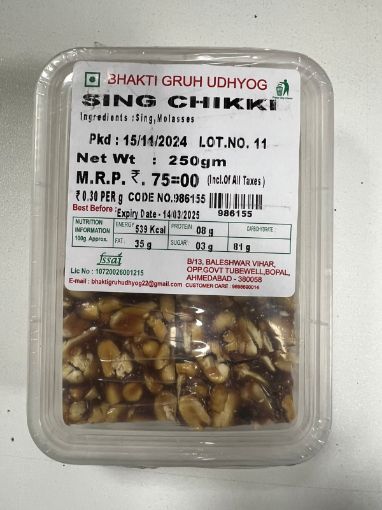 BHAKTI GRUH UDHYOG
SING CHIKKI
Ingredients :Sing,Molasses
Pkd : 15/11/2024 LOT.NO. 11
Net Wt : 250gm
M.R.P. ₹. 75=00 (Incl.Of All Taxes)
₹ 0.30 PER g CODE NO.986155
Best Before : Expiry Date - 14/03/2025 986155
NUTRITION INFORMATION 100g. Approx.
ENERGY 539 Kcal PROTEIN 08 g CARBOHYDRATE :
FAT : 35 g SUGAR 03 g 81 g
fssai
Lic No : 10720026001215
B/13, BALESHWAR VIHAR,
OPP.GOVT TUBEWELL,BOPAL,
AHMEDABAD - 380058
E-mail : bhaktigruhudhyog22@gmail.com CUSTOMER CARE :